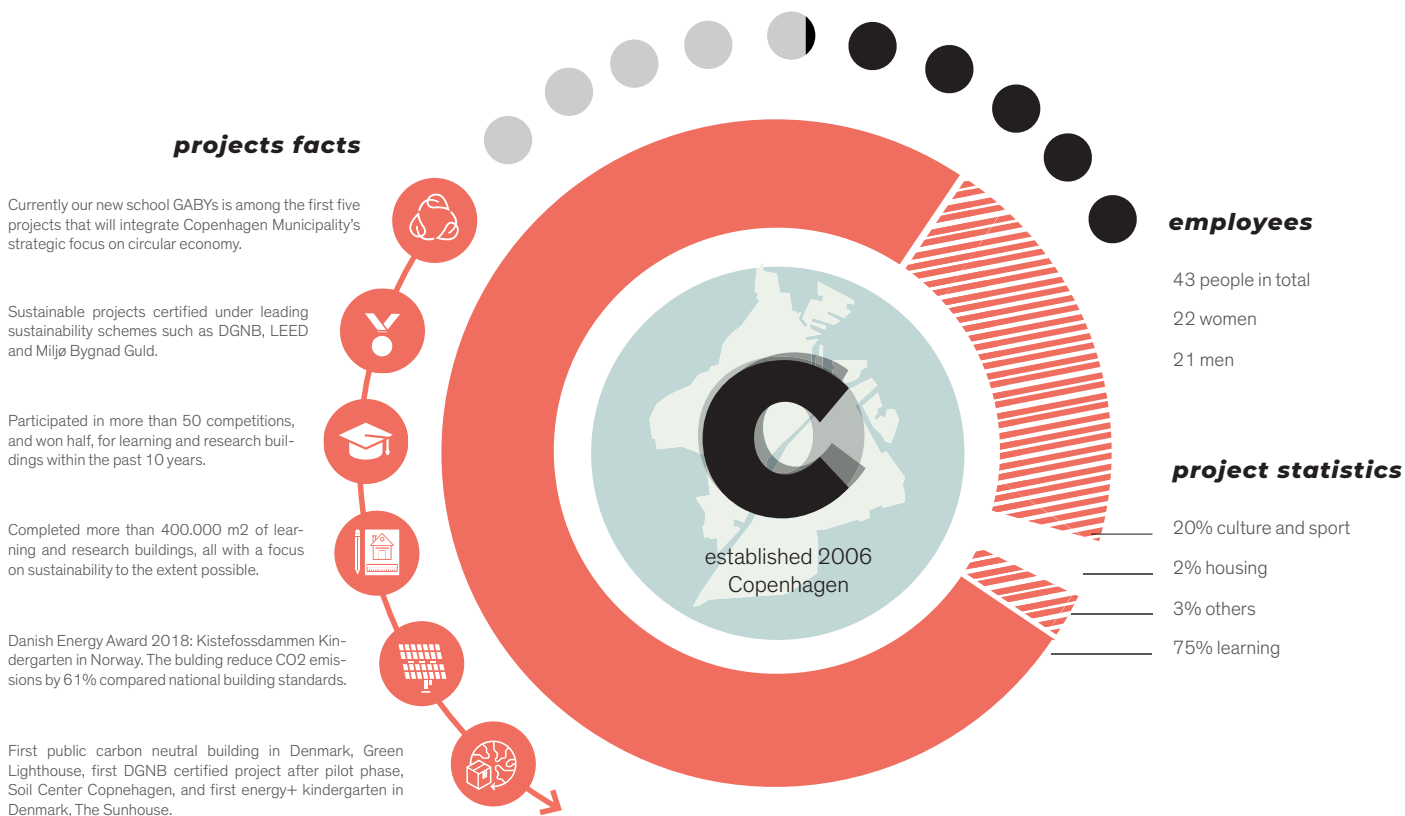 projects facts
Currently our new school GABYs is among the first five
projects that will integrate Copenhagen Municipality's
strategic focus on circular economy.
Sustainable projects certified under leading
sustainability schemes such as DGNB, LEED
and Miljø Bygnad Guld.
Participated in more than 50 competitions,
and won half, for learning and research buil-
dings within the past 10 years.
Completed more than 400.000 m2 of lear-
ning and research buildings, all with a focus
on sustainability to the extent possible.
Danish Energy Award 2018: Kistefossdammen Kin-
dergarten in Norway. The bulding reduce CO2 emis-
sions by 61% compared national building standards.
First public carbon neutral building in Denmark, Green
Lighthouse, first DGNB certified project after pilot phase,
Soil Center Copnehagen, and first energy+ kindergarten in
Denmark, The Sunhouse.
C
established 2006
Copenhagen
employees
43 people in total
22 women
21 men
project statistics
20% culture and sport
2% housing
3% others
75% learning